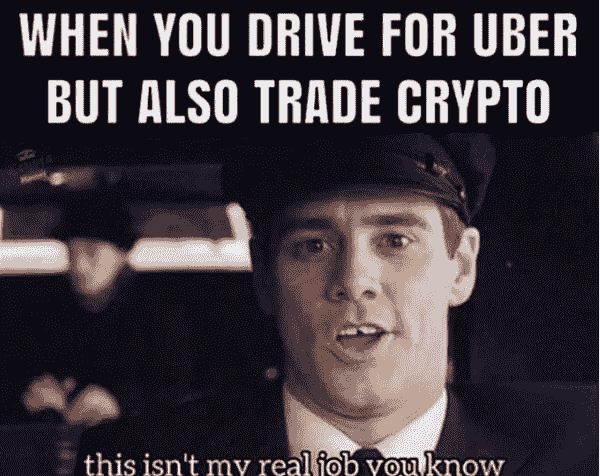 WHEN YOU DRIVE FOR UBER
BUT ALSO TRADE CRYPTO
this isn't my real job you know